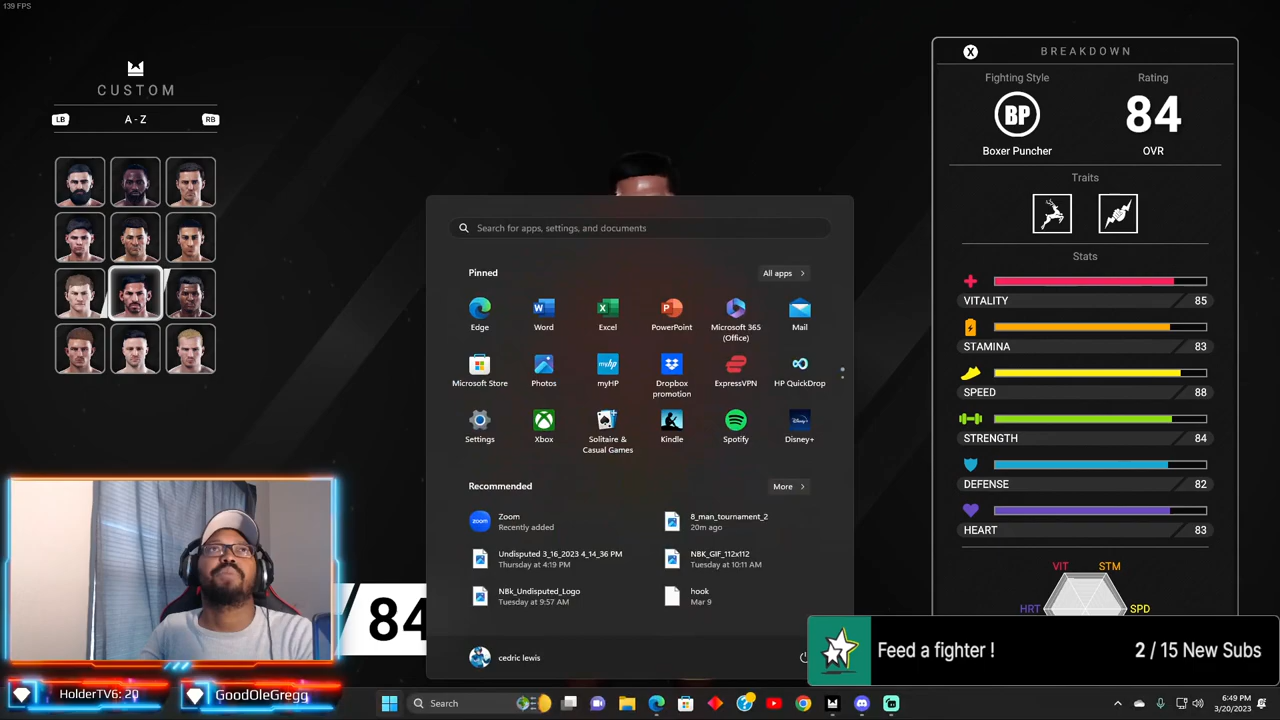 139 FPS
CUSTOM
LB
A - Z
RB
X
BREAKDOWN
Fighting Style
Rating
BP
84
Boxer Puncher
OVR
Traits
Stats
VITALITY
85
STAMINA
83
SPEED
88
STRENGTH
84
DEFENSE
82
HEART
83
VIT
STM
HRT
SPD
Search for apps, settings, and documents
Pinned
All apps
Edge
Word
Excel
PowerPoint
Microsoft 365
(Office)
Mail
Microsoft Store
Photos
myHP
Dropbox
promotion
ExpressVPN
HP QuickDrop
Settings
Xbox
Solitaire &
Casual Games
Kindle
Spotify
Disney+
Recommended
More
zoom
Zoom
Recently added
8_man_tournament_2
20m ago
Undisputed 3_16_2023 4_14_36 PM
Thursday at 4:19 PM
NBK_GIF_112x112
Tuesday at 10:11 AM
NBk_Undisputed_Logo
Tuesday at 9:57 AM
hook
Mar 9
cedric lewis
/84
Feed a fighter !
2 / 15 New Subs
HolderTV6: 20
GoodOleGregg
Search
6:49 PM
3/20/2023